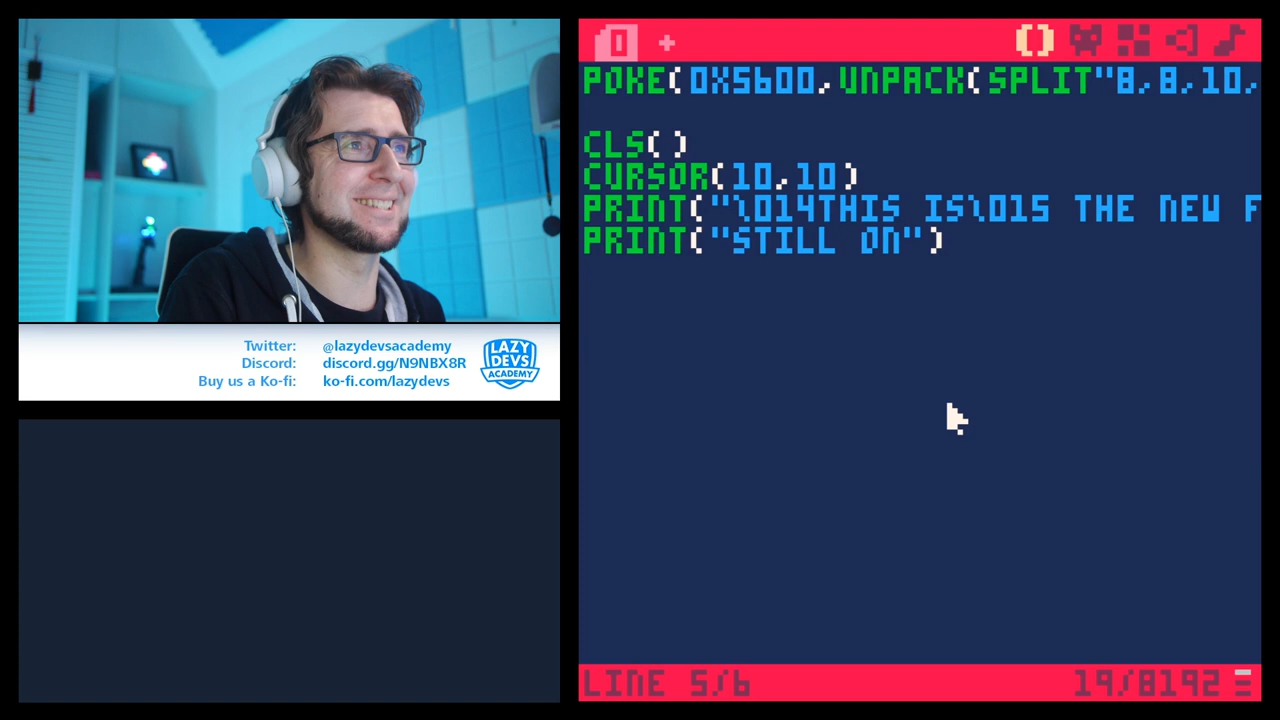 Twitter: @lazydevsacademy
Discord: discord.gg/N9NBX8R
Buy us a Ko-fi: ko-fi.com/lazydevs
LAZY
DEVS
ACADEMY
0 +
POKE(0X5600,UNPACK(SPLIT"8,8,10,
CLS()
CURSOR(10,10)
PRINT("\014THIS IS\015 THE NEW F
PRINT("STILL ON")
LINE 5/6
19/8192